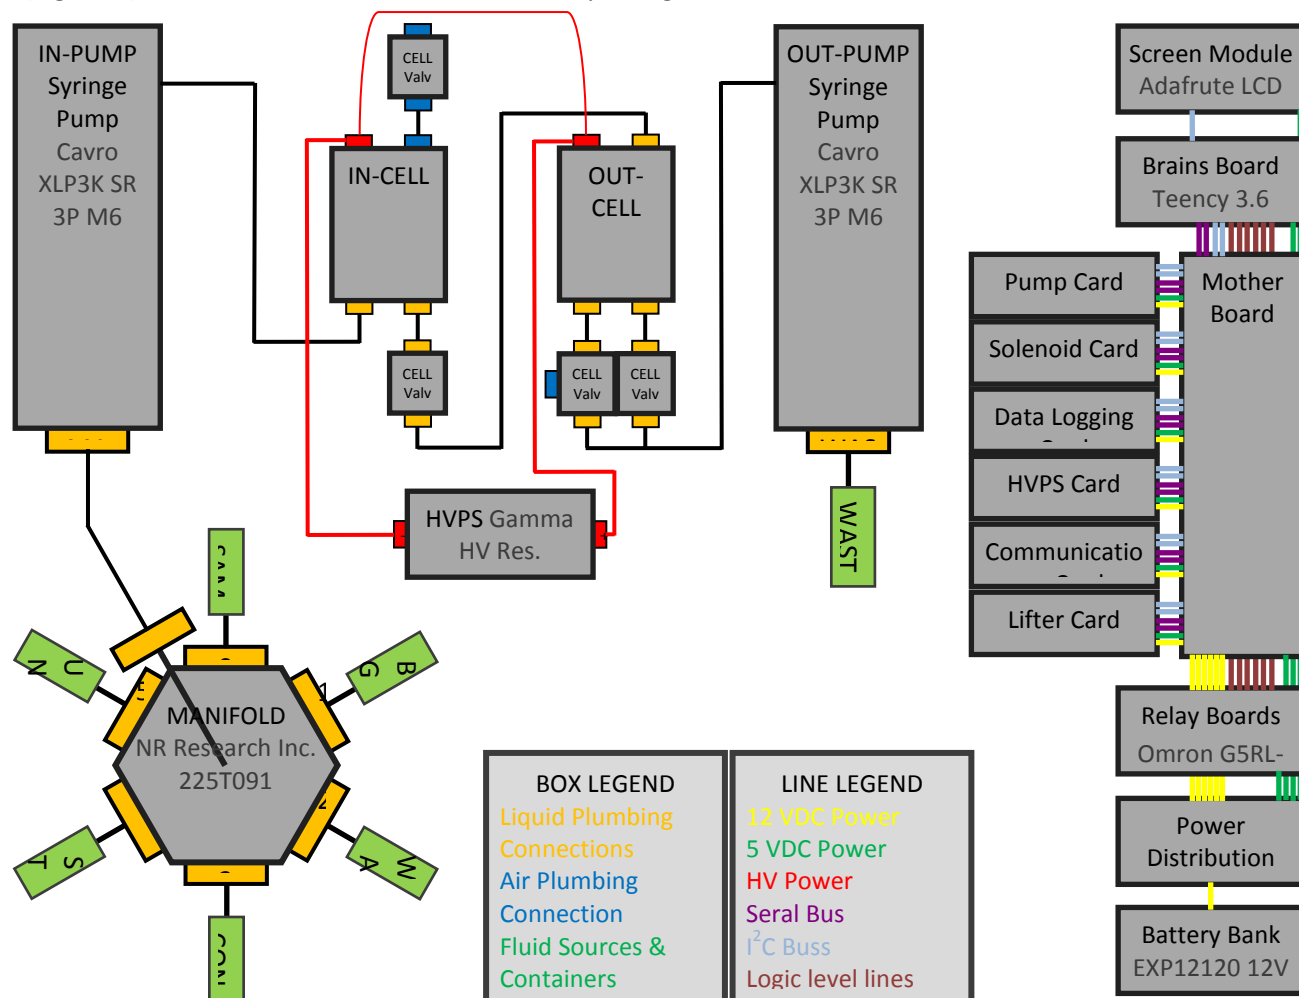 IN-PUMP
Syringe
Pump
Cavro
XLP3K SR
3P M6
CELL
Valv
IN-CELL
OUT-
CELL
OUT-PUMP
Syringe
Pump
Cavro
XLP3K SR
3P M6
CELL
Valv
CELL
Valv
CELL
Valv
HVPS Gamma
HV Res.
WAST
SAM
U
N
B
G
MANIFOLD
NR Research Inc.
225T091
S
T
W
A
CON
BOX LEGEND
Liquid Plumbing
Connections
Air Plumbing
Connection
Fluid Sources &
Containers
LINE LEGEND
12 VDC Power
5 VDC Power
HV Power
Seral Bus
I²C Buss
Logic level lines
Screen Module
Adafrute LCD
Brains Board
Teency 3.6
Mother
Board
Pump Card
Solenoid Card
Data Logging
HVPS Card
Communicatio
Lifter Card
Relay Boards
Omron G5RL-
Power
Distribution
Battery Bank
EXP12120 12V